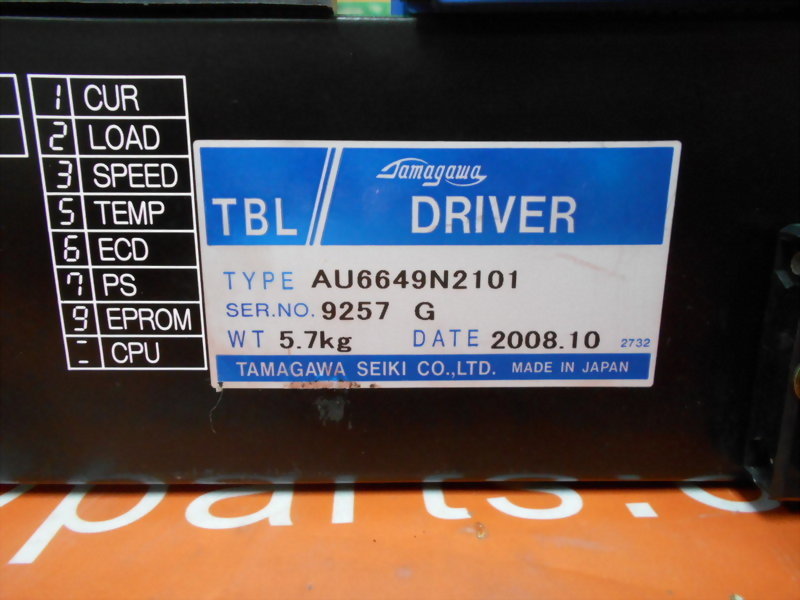 1 CUR
2 LOAD
3 SPEED
5 TEMP
6 ECD
7 PS
9 EPROM
CPU
Tamagawa
TBL DRIVER
TYPE AU6649N2101
SER.NO. 9257 G
WT 5.7kg DATE 2008.10 2732
TAMAGAWA SEIKI CO.,LTD. MADE IN JAPAN
parts.